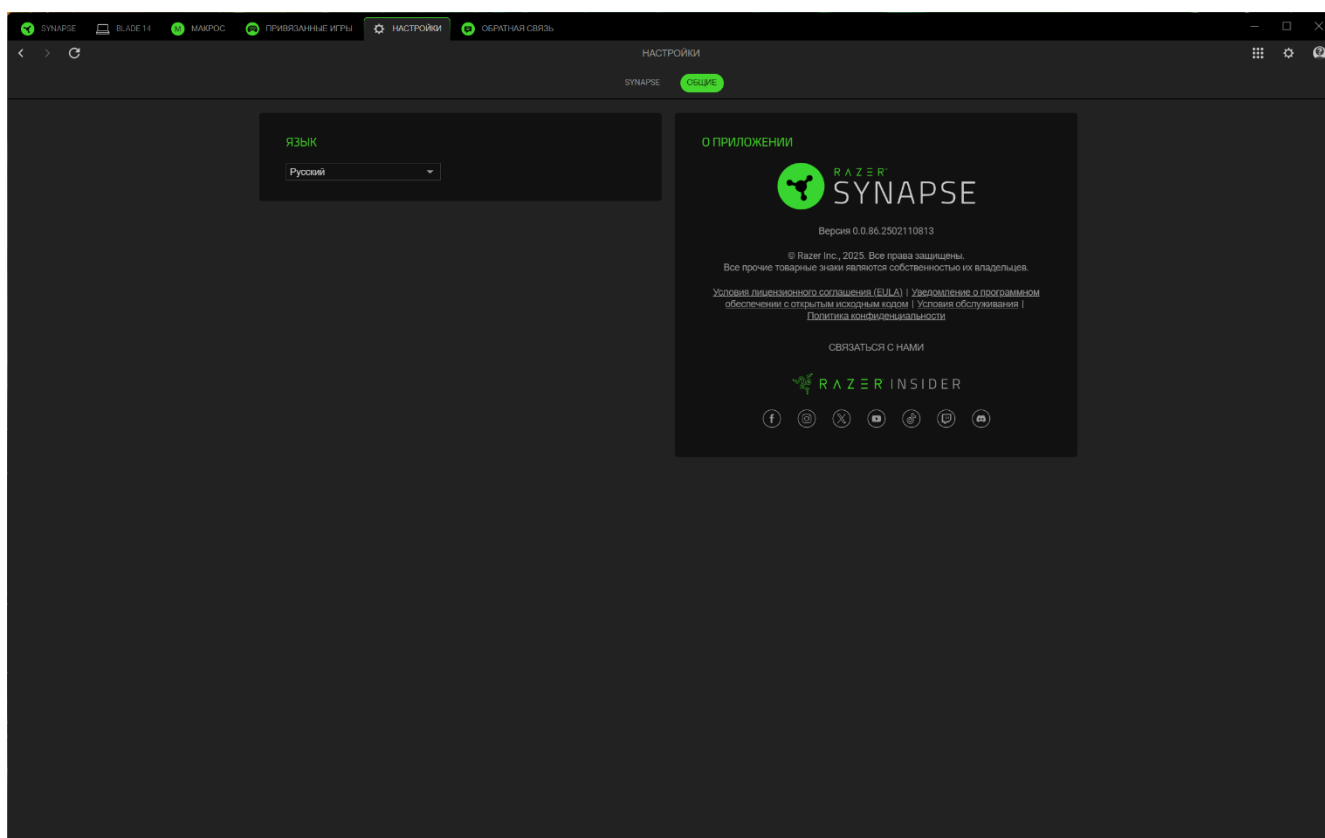 SYNAPSE BLADE 14 M МАКРОС ПРИВЯЗАННЫЕ ИГРЫ НАСТРОЙКИ ОБРАТНАЯ СВЯЗЬ
НАСТРОЙКИ
SYNAPSE ОБЩИЕ
ЯЗЫК
Русский
О ПРИЛОЖЕНИИ
RAZER
SYNAPSE
Версия 0.0.86.2502110813
© Razer Inc., 2025. Все права защищены.
Все прочие товарные знаки являются собственностью их владельцев.
Условия лицензионного соглашения (EULA) | Уведомление о программном
обеспечении с открытым исходным кодом | Условия обслуживания |
Политика конфиденциальности
СВЯЗАТЬСЯ С НАМИ
RAZER INSIDER